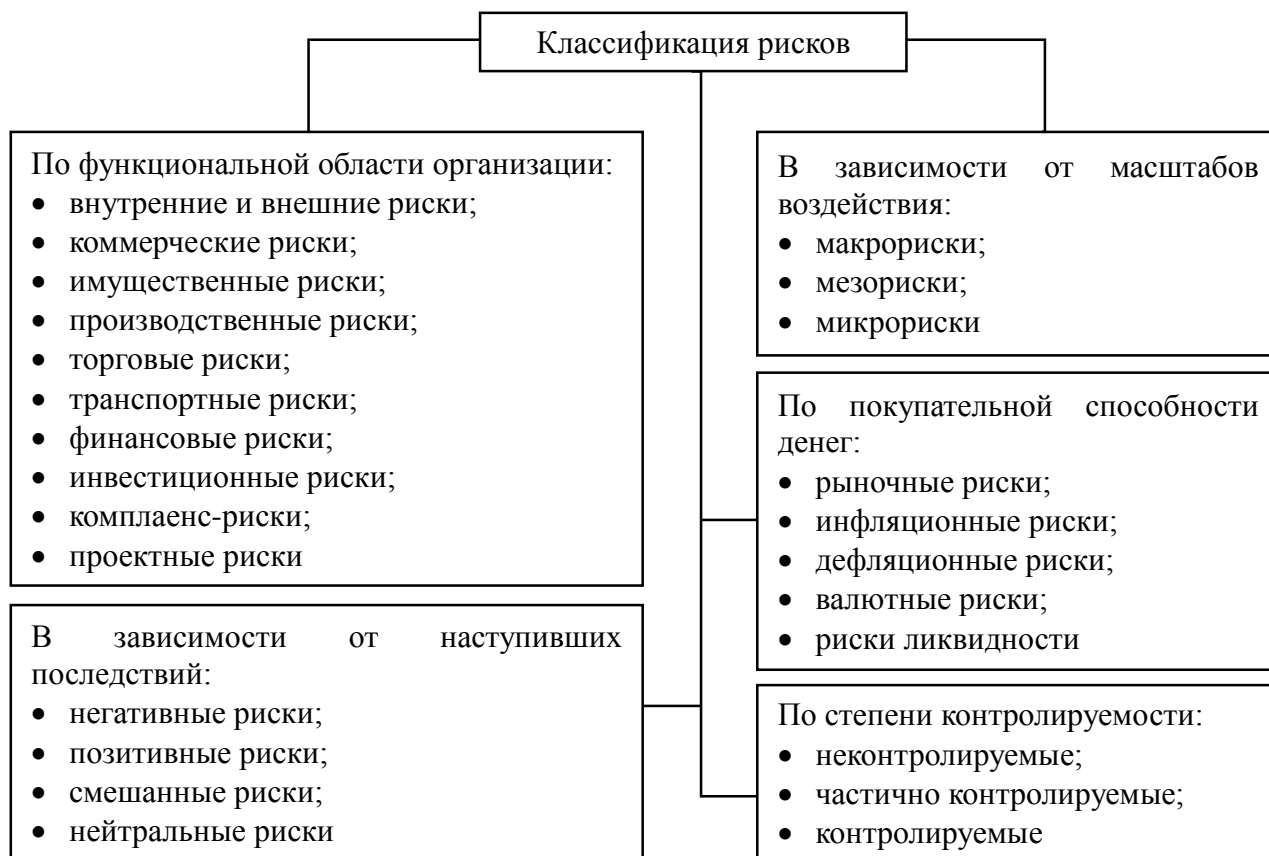 Классификация рисков
По функциональной области организации:
• внутренние и внешние риски;
• коммерческие риски;
• имущественные риски;
• производственные риски;
• торговые риски;
• транспортные риски;
• финансовые риски;
• инвестиционные риски;
• комплаенс-риски;
• проектные риски
В зависимости от наступивших
последствий:
• негативные риски;
• позитивные риски;
• смешанные риски;
• нейтральные риски
В зависимости от масштабов
воздействия:
• макрориски;
• мезориски;
• микрориски
По покупательной способности
денег:
• рыночные риски;
• инфляционные риски;
• дефляционные риски;
• валютные риски;
• риски ликвидности
По степени контролируемости:
• неконтролируемые;
• частично контролируемые;
• контролируемые